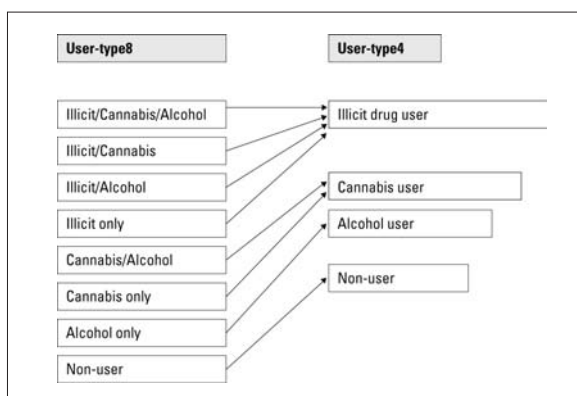 User-type8
User-type4
Illicit/Cannabis/Alcohol
Illicit drug user
Illicit/Cannabis
Illicit/Alcohol
Cannabis user
Illicit only
Alcohol user
Cannabis/Alcohol
Non-user
Cannabis only
Alcohol only
Non-user